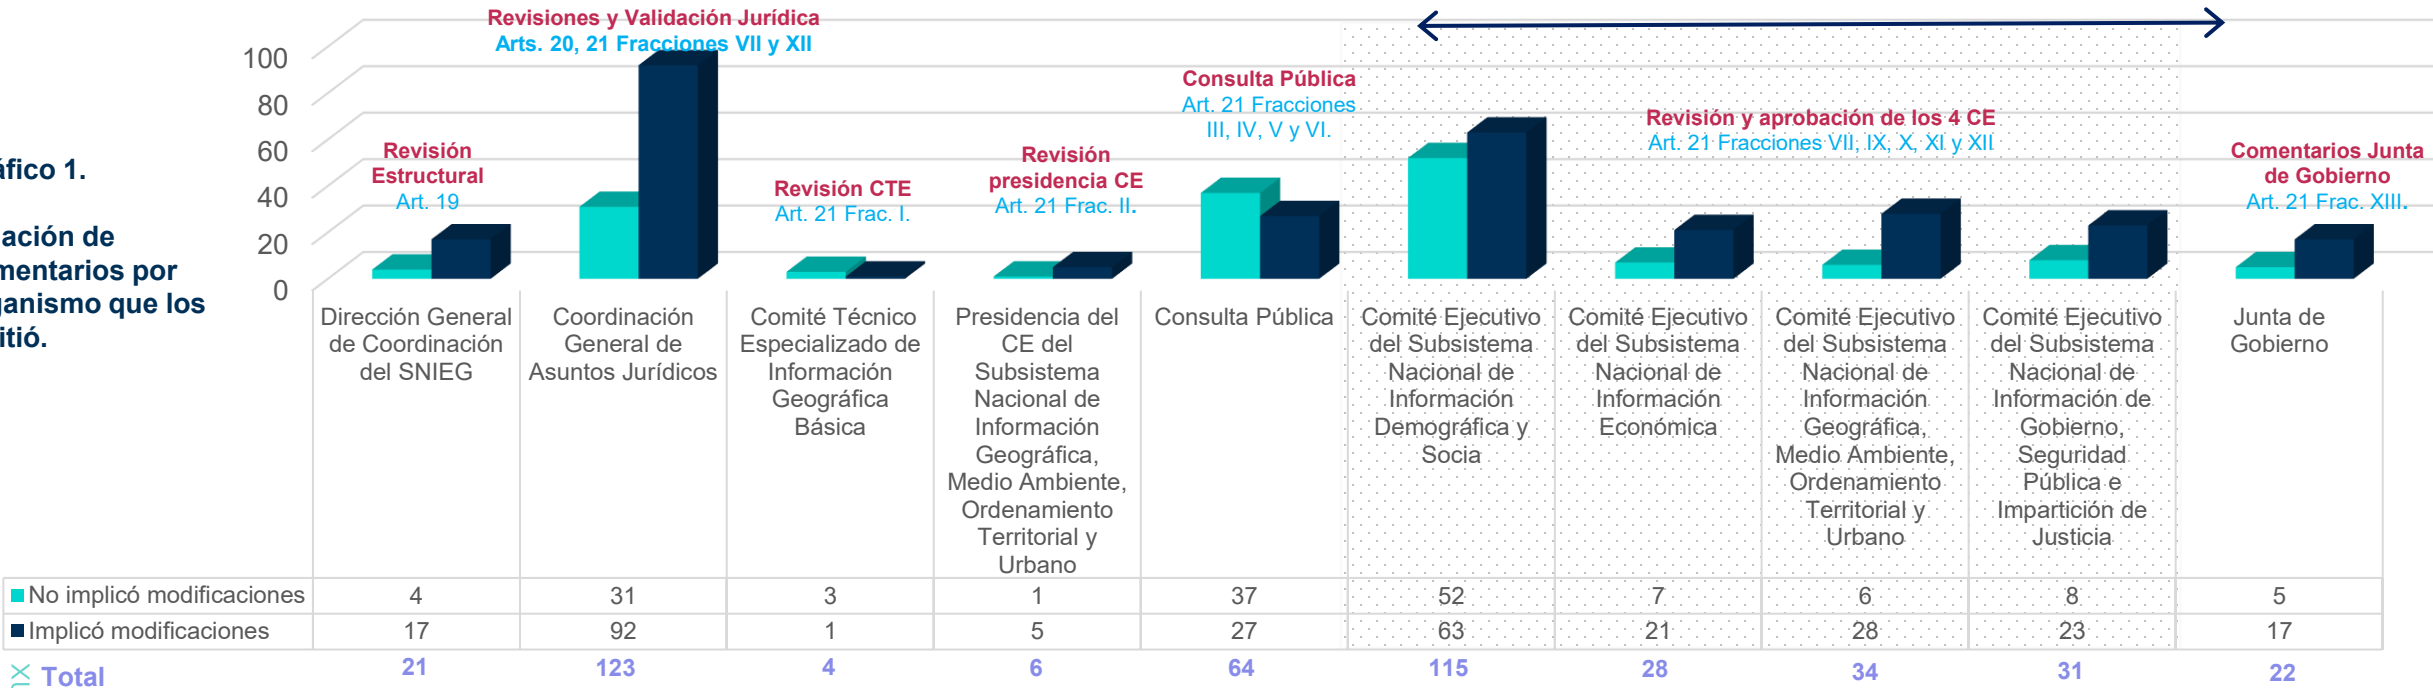 Revisiones y Validación Jurídica
Arts. 20, 21 Fracciones VII y XII
100
80
60
40
20
0
áfico 1.
ación de
mentarios por
ganismo que los
itió.
Revisión
Estructural
Art. 19
Revisión CTE
Art. 21 Frac. I.
Revisión
presidencia CE
Art. 21 Frac. II.
Consulta Pública
Art. 21 Fracciones
III, IV, V y VI.
Revisión y aprobación de los 4 CE
Art. 21 Fracciones VII, IX, X, XI y XII
Comentarios Junta
de Gobierno
Art. 21 Frac. XIII.
Dirección General
de Coordinación
del SNIEG
Coordinación
General de
Asuntos Jurídicos
Comité Técnico
Especializado de
Información
Geográfica
Básica
Presidencia del
CE del
Subsistema
Nacional de
Información
Geográfica,
Medio Ambiente,
Ordenamiento
Territorial y
Urbano
Consulta Pública
Comité Ejecutivo
del Subsistema
Nacional de
Información
Demográfica y
Socia
Comité Ejecutivo
del Subsistema
Nacional de
Información
Económica
Comité Ejecutivo
del Subsistema
Nacional de
Información
Geográfica,
Medio Ambiente,
Ordenamiento
Territorial y
Urbano
Comité Ejecutivo
del Subsistema
Nacional de
Información de
Gobierno,
Seguridad
Pública e
Impartición de
Justicia
Junta de
Gobierno
No implicó modificaciones 4 31 3 1 37 52 7 6 8 5
Implicó modificaciones 17 92 1 5 27 63 21 28 23 17
Total 21 123 4 6 64 115 28 34 31 22